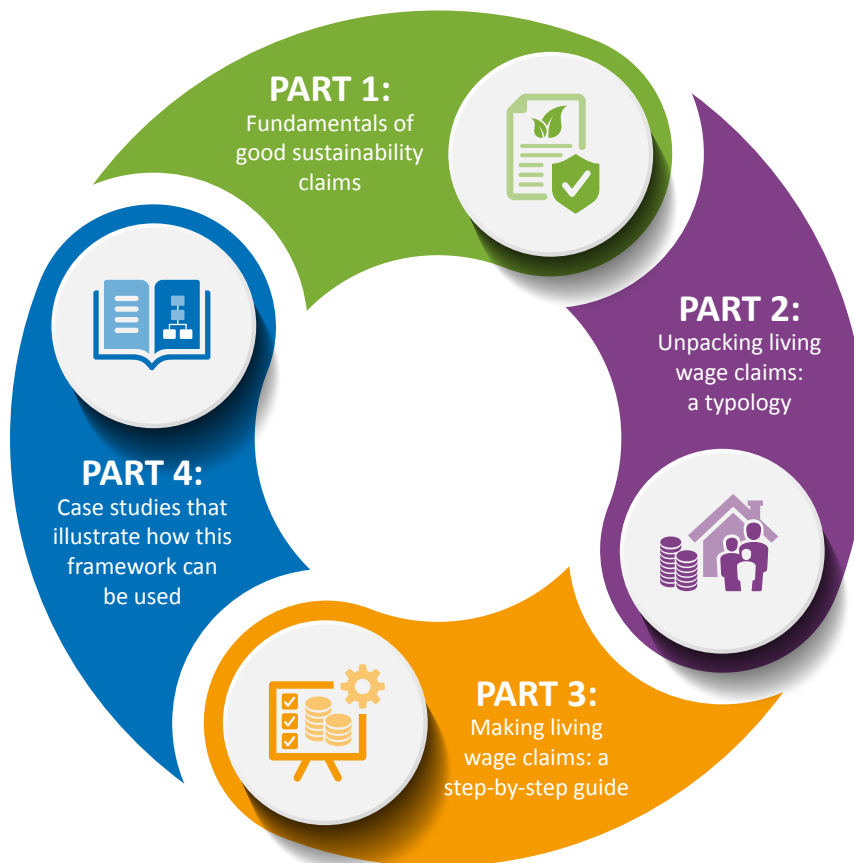 PART 1:
Fundamentals of
good sustainability
claims
PART 2:
Unpacking living
wage claims:
a typology
PART 3:
Making living
wage claims: a
step-by-step guide
PART 4:
Case studies that
illustrate how this
framework can
be used